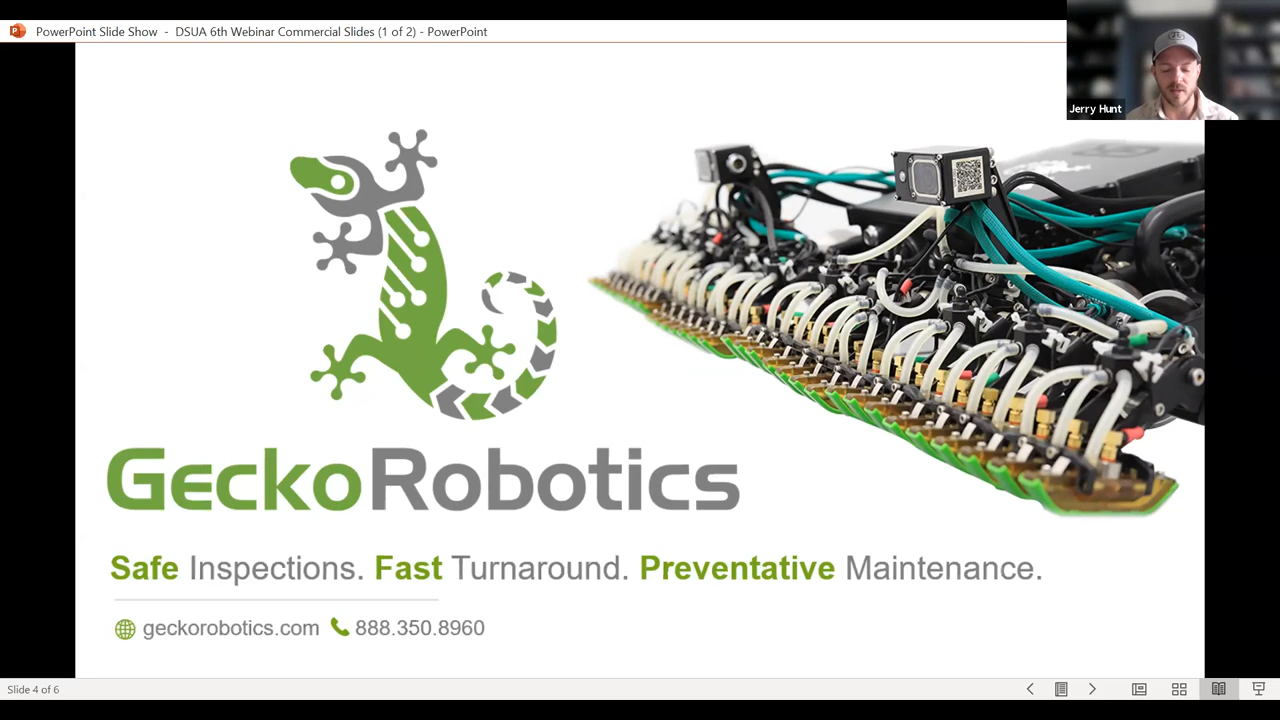 PowerPoint Slide Show - DSUA 6th Webinar Commercial Slides (1 of 2) - PowerPoint
Jerry Hunt
GeckoRobotics
Safe Inspections. Fast Turnaround. Preventative Maintenance.
geckorobotics.com 888.350.8960
Slide 4 of 6